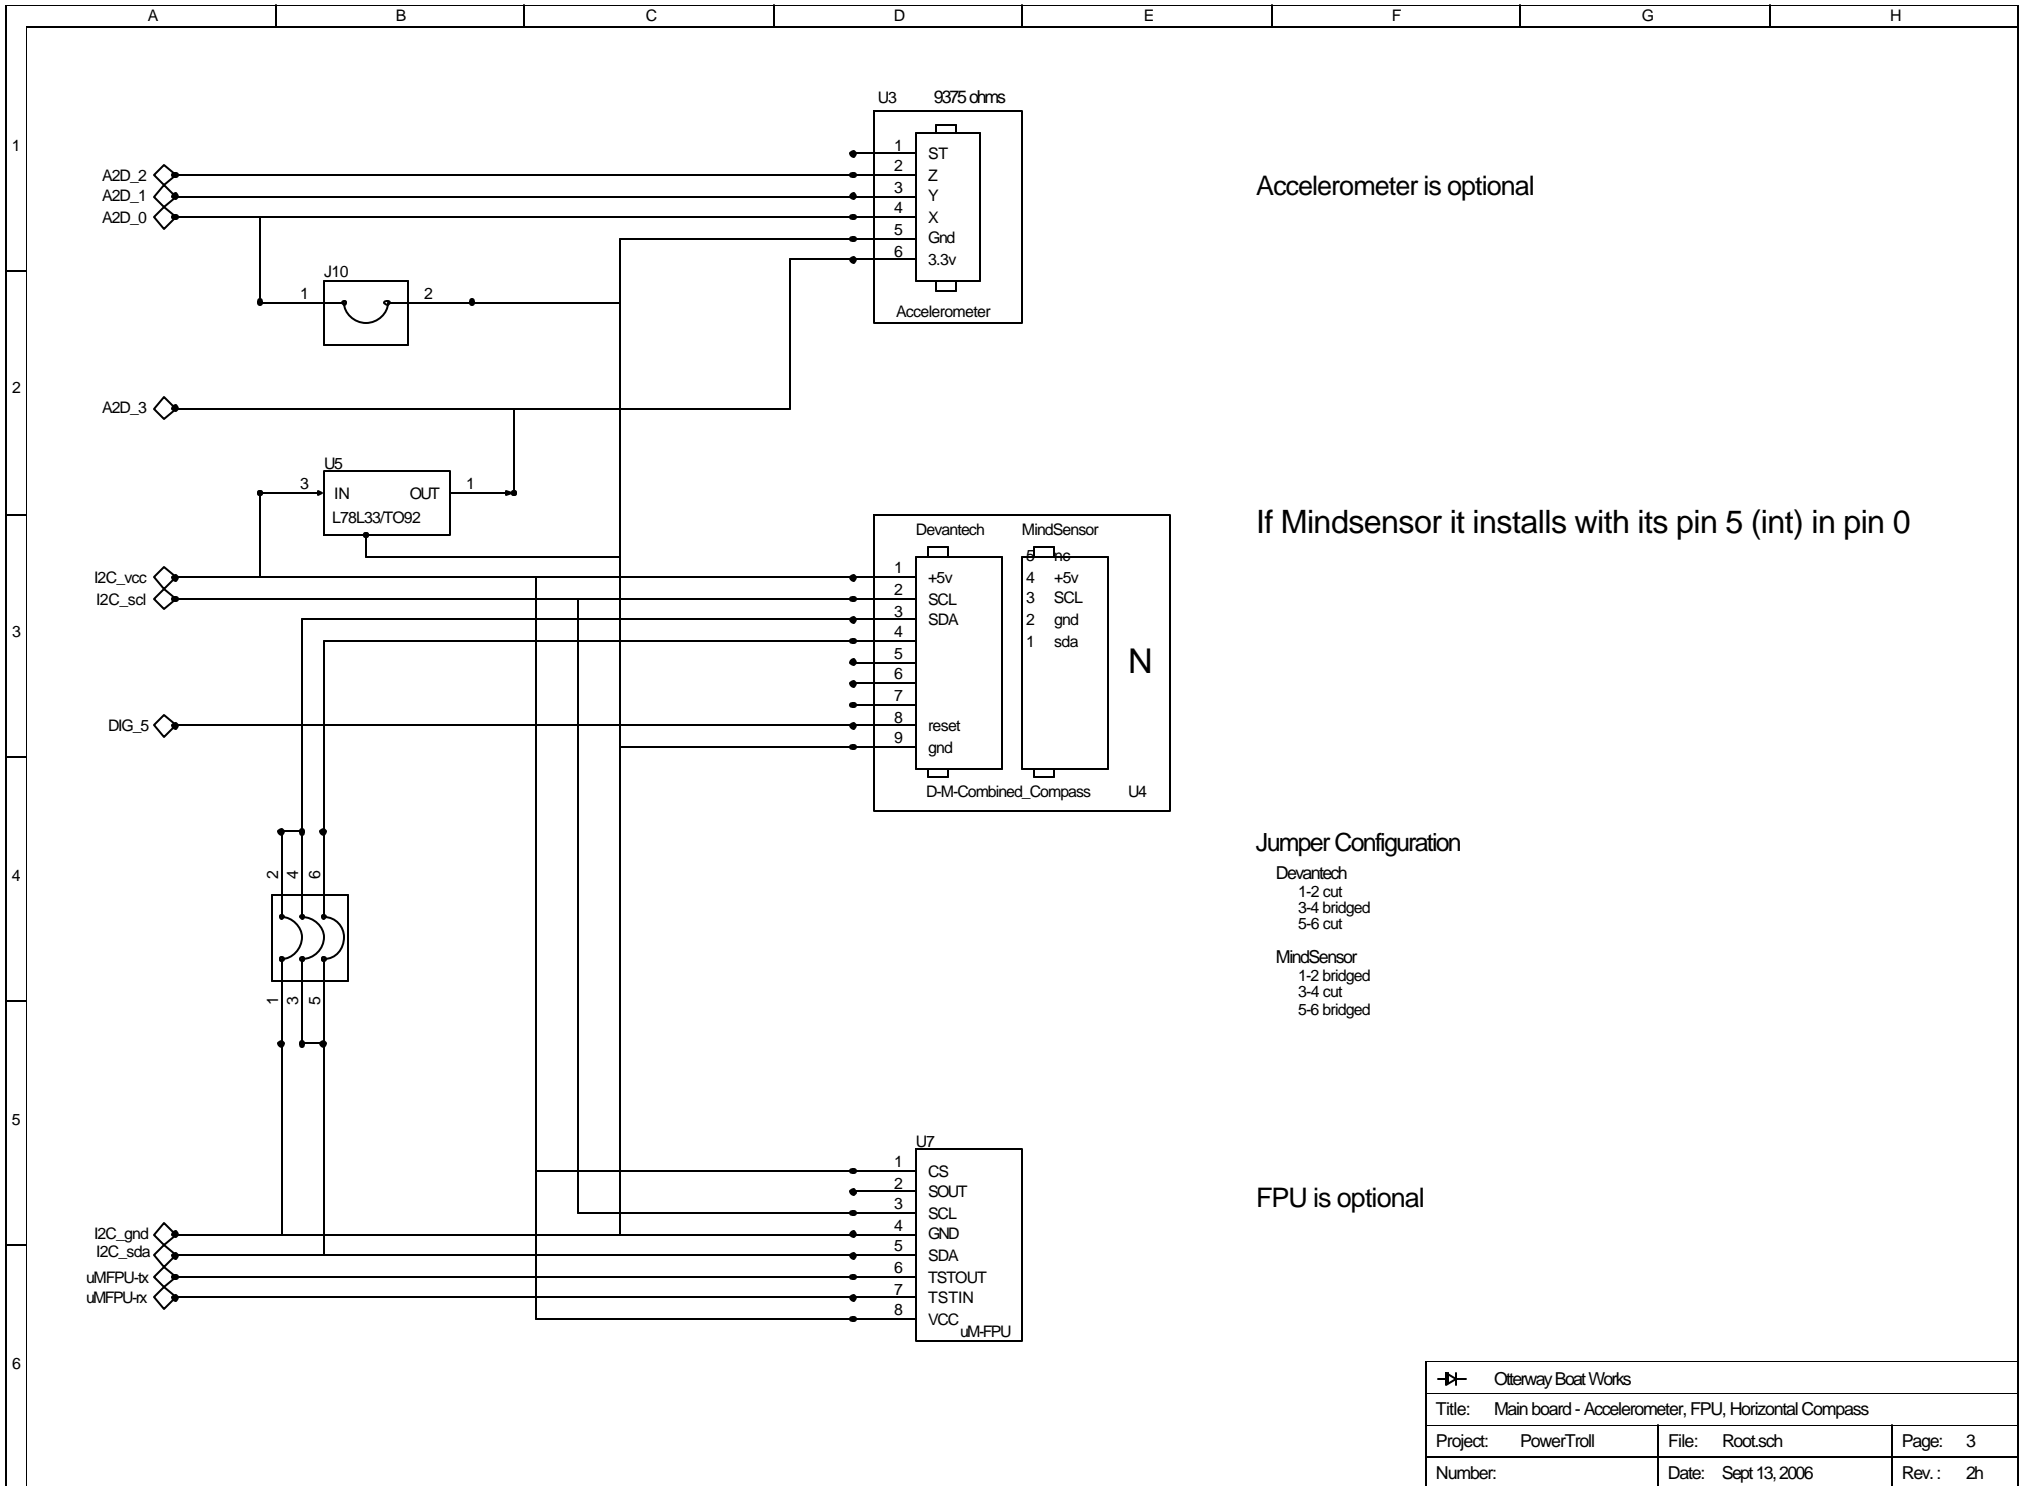 A B C D E F G H
1
2
3
4
5
6
U3 9375 ohms
1 ST
2 Z
3 Y
4 X
5 Gnd
6 3.3v
Accelerometer
A2D_2
A2D_1
A2D_0
J10
1 2
A2D_3
U5
3 IN OUT 1
L78L33/TO92
Accelerometer is optional
If Mindsensor it installs with its pin 5 (int) in pin 0
I2C_vcc
I2C_scl
DIG_5
Devantech MindSensor
5 nc
1 +5v 4 +5v
2 SCL 3 SCL
3 SDA 2 gnd
4 1 sda
5
6
7
8 reset
9 gnd
N
D-M-Combined_Compass U4
2 4 6
1 3 5
Jumper Configuration
Devantech
1-2 cut
3-4 bridged
5-6 cut
MindSensor
1-2 bridged
3-4 cut
5-6 bridged
U7
1 CS
2 SOUT
3 SCL
4 GND
5 SDA
6 TSTOUT
7 TSTIN
8 VCC
uM-FPU
FPU is optional
I2C_gnd
I2C_sda
uMFPU-tx
uMFPU-rx
Otterway Boat Works
Title: Main board - Accelerometer, FPU, Horizontal Compass
Project: PowerTroll File: Root.sch Page: 3
Number: Date: Sept 13, 2006 Rev. : 2h